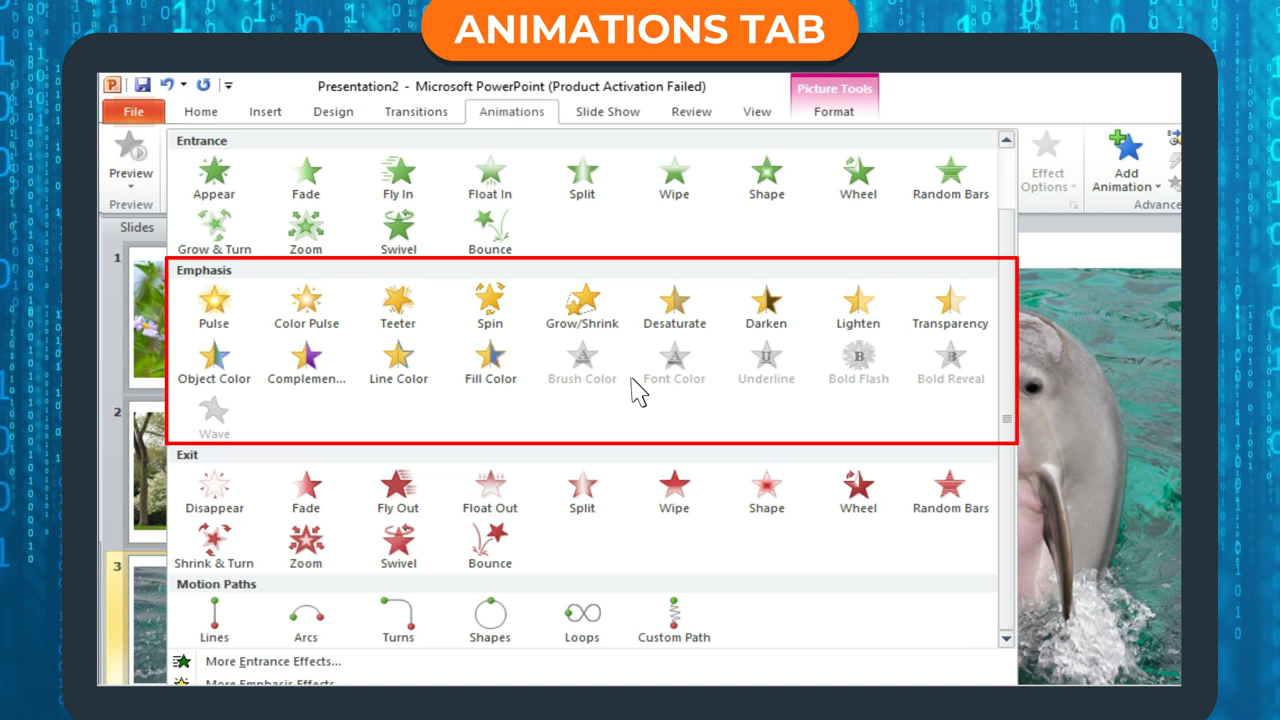 ANIMATIONS TAB
Presentation2 - Microsoft PowerPoint (Product Activation Failed)
Picture Tools
File Home Insert Design Transitions Animations Slide Show Review View Format
Preview
Preview
Effect Options
Add Animation
Advance
Slides
Entrance
Appear Fade Fly In Float In Split Wipe Shape Wheel Random Bars
Grow & Turn Zoom Swivel Bounce
1
Emphasis
Pulse Color Pulse Teeter Spin Grow/Shrink Desaturate Darken Lighten Transparency
Object Color Complemen... Line Color Fill Color Brush Color Font Color Underline Bold Flash Bold Reveal
2
Wave
Exit
Disappear Fade Fly Out Float Out Split Wipe Shape Wheel Random Bars
Shrink & Turn Zoom Swivel Bounce
3
Motion Paths
Lines Arcs Turns Shapes Loops Custom Path
More Entrance Effects...
More Emphasis Effects